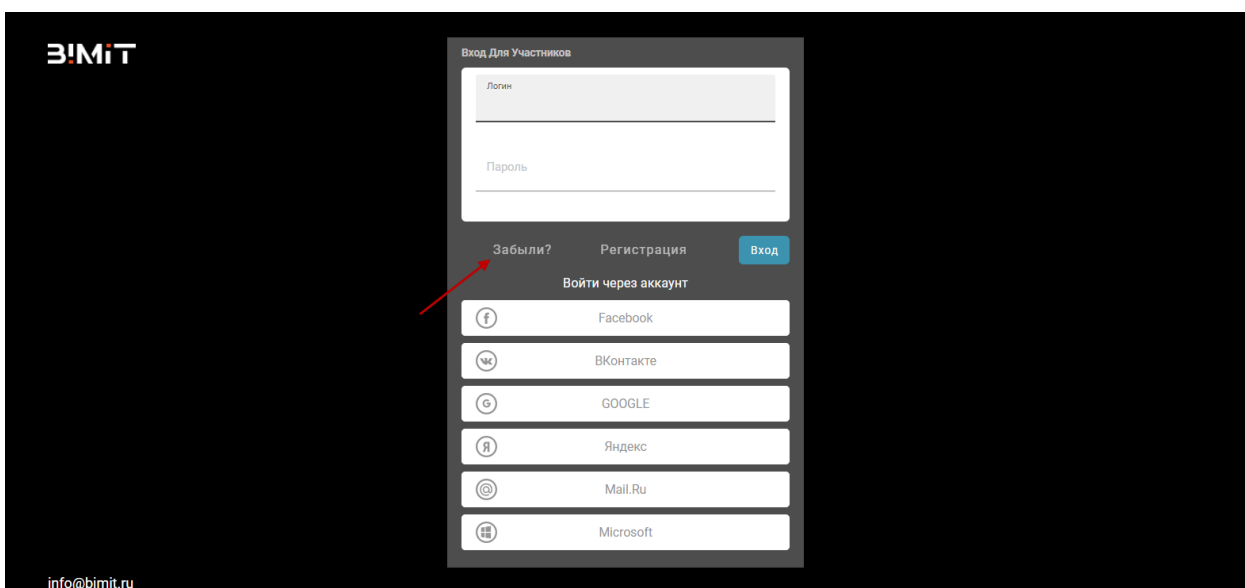 B!MiT
Вход Для Участников
Логин
Пароль
Забыли? Регистрация Вход
Войти через аккаунт
Facebook
ВКонтакте
GOOGLE
Яндекс
Mail.Ru
Microsoft
info@bimit.ru